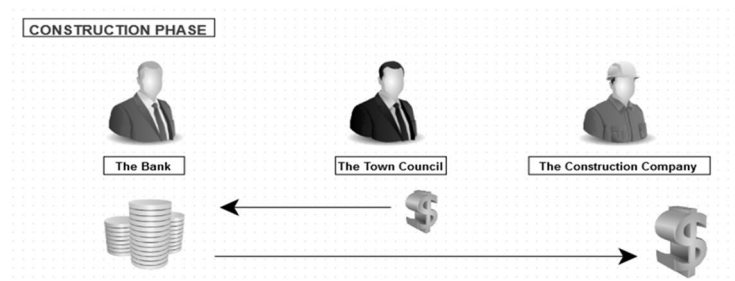 CONSTRUCTION PHASE
The Bank
The Town Council
The Construction Company